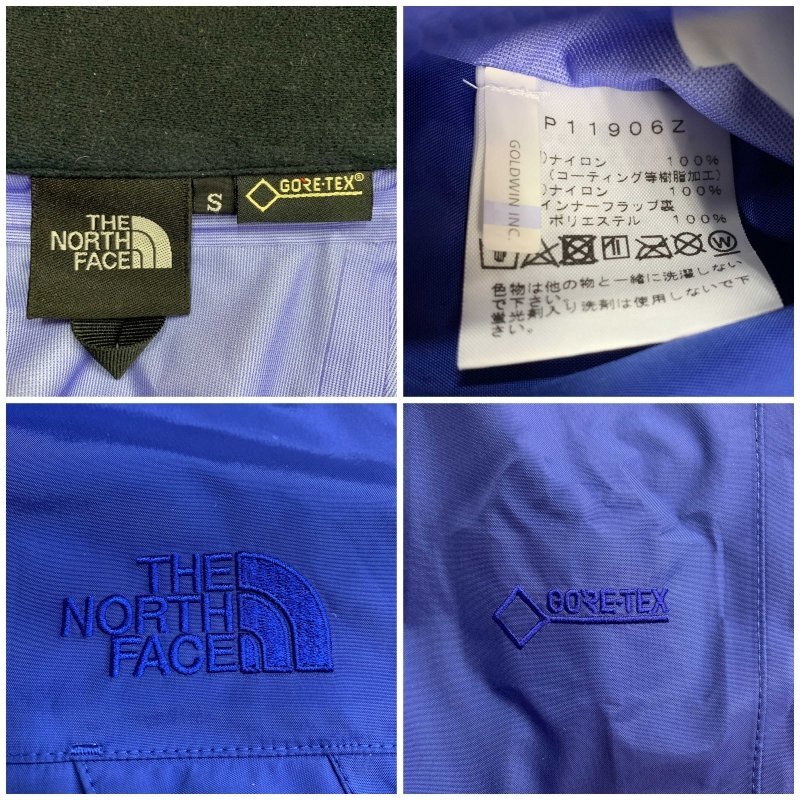 THE
NORTH
FACE
S
GORE-TEX®
GOLDWIN INC.
P11906Z
ナイロン 100%
(コーティング等樹脂加工)
ナイロン 100%
インナーフラップ裏
ポリエステル 100%
W
色物は他の物と一緒に洗濯しない
で下さい。
蛍光剤入り洗剤は使用しないで下
さい。
THE
NORTH
FACE
GORE-TEX